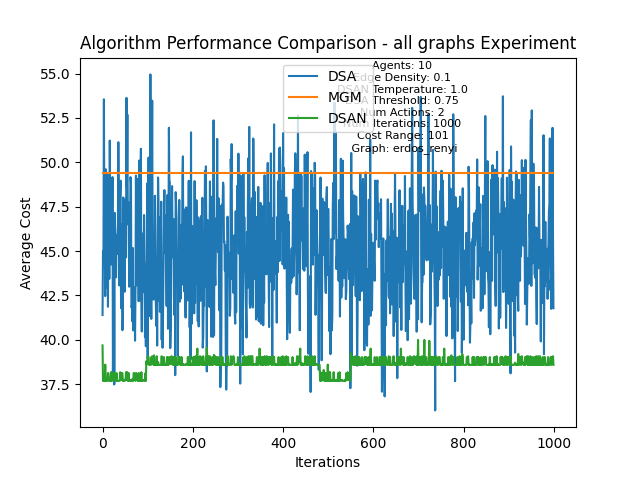 Algorithm Performance Comparison - all graphs Experiment
Agents: 10
Edge Density: 0.1
DSAN Temperature: 1.0
Threshold: 0.75
Num Actions: 2
Iterations: 1000
Cost Range: 101
Graph: erdos_renyi
DSA
MGM
DSAN
Average Cost
55.0
52.5
50.0
47.5
45.0
42.5
40.0
37.5
0
200
400
600
800
1000
Iterations